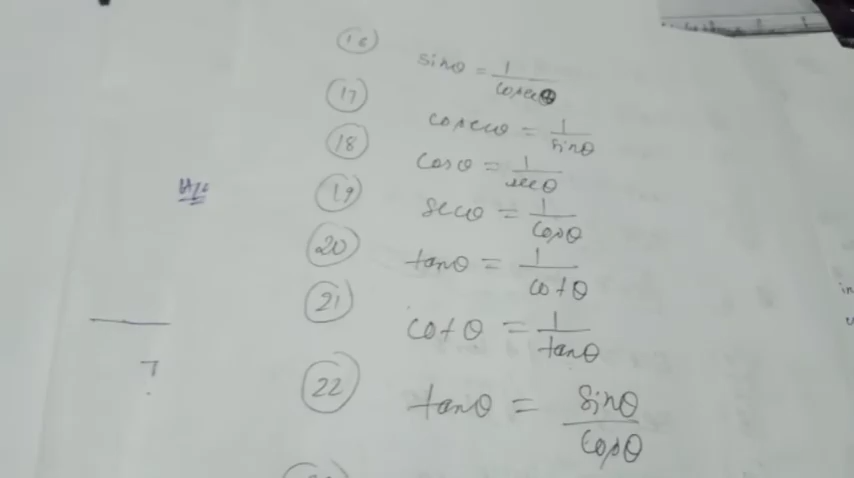 16 sinθ = 1/cosecθ
17 cosecθ = 1/sinθ
18 cosθ = 1/secθ
19 secθ = 1/cosθ
20 tanθ = 1/cotθ
21 cotθ = 1/tanθ
22 tanθ = sinθ/cosθ